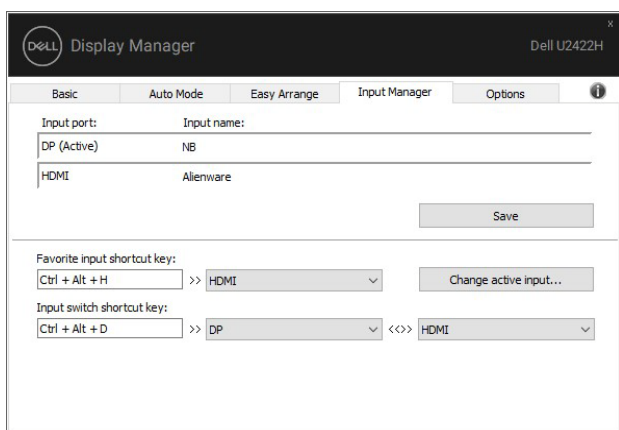 x
DELL Display Manager Dell U2422H
Basic Auto Mode Easy Arrange Input Manager Options i
Input port: Input name:
DP (Active) NB
HDMI Alienware
Save
Favorite input shortcut key:
Ctrl + Alt + H >> HDMI Change active input...
Input switch shortcut key:
Ctrl + Alt + D >> DP <<>> HDMI